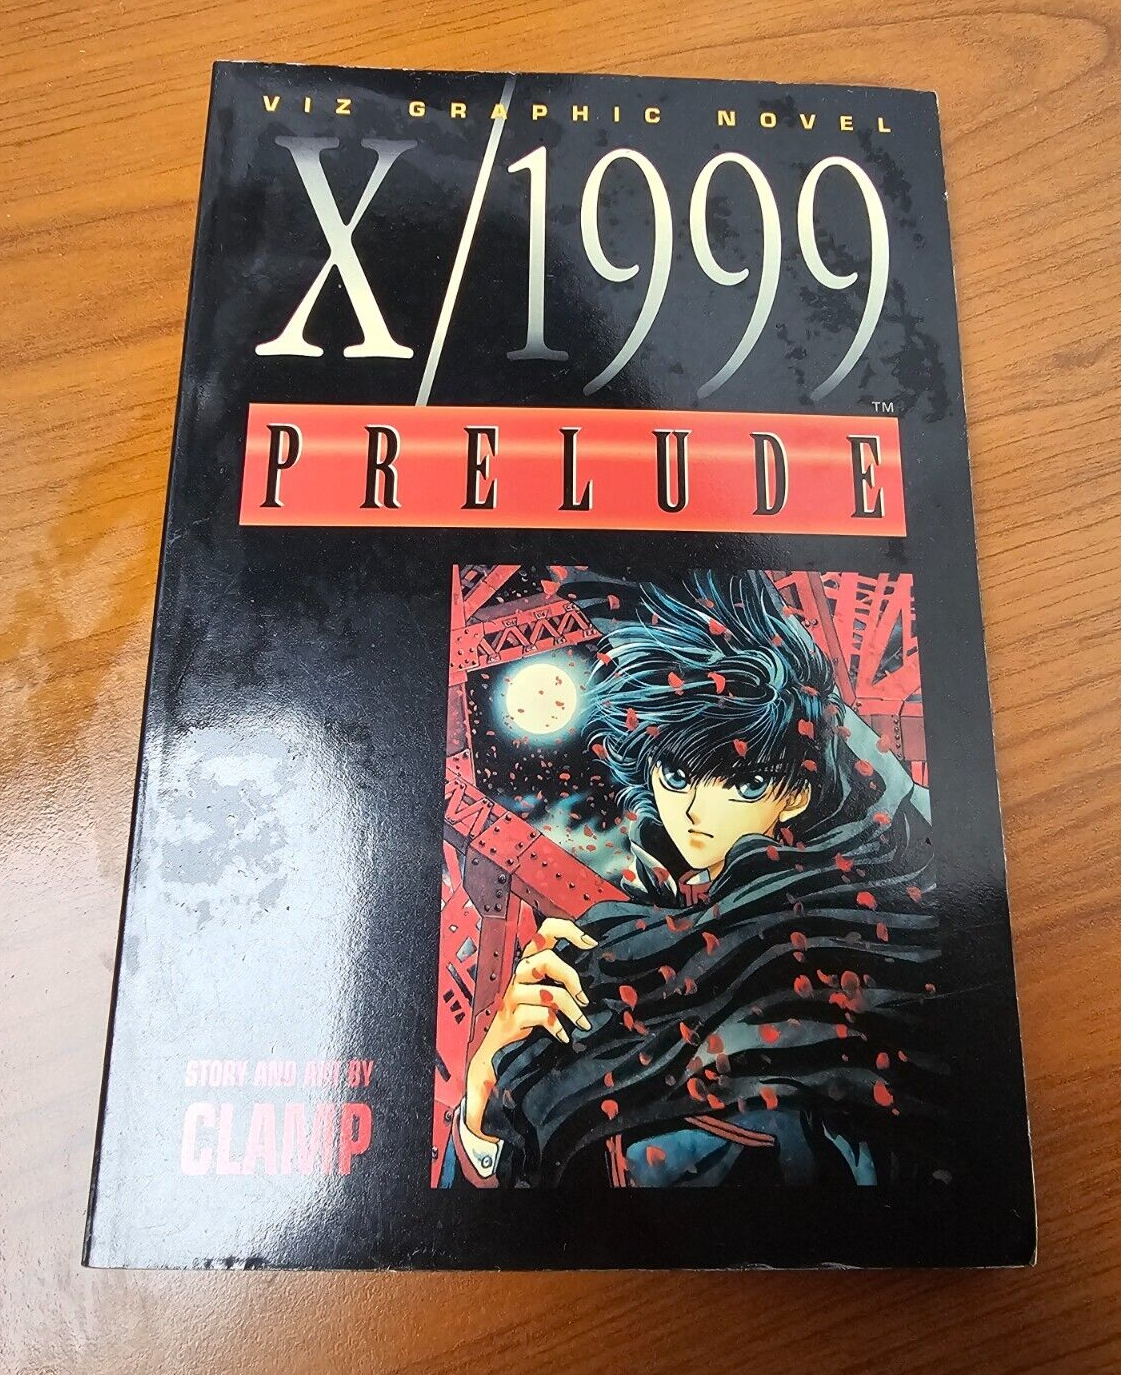 VIZ GRAPHIC NOVEL
X/1999
TM
PRELUDE
STORY AND ART BY
CLAMP